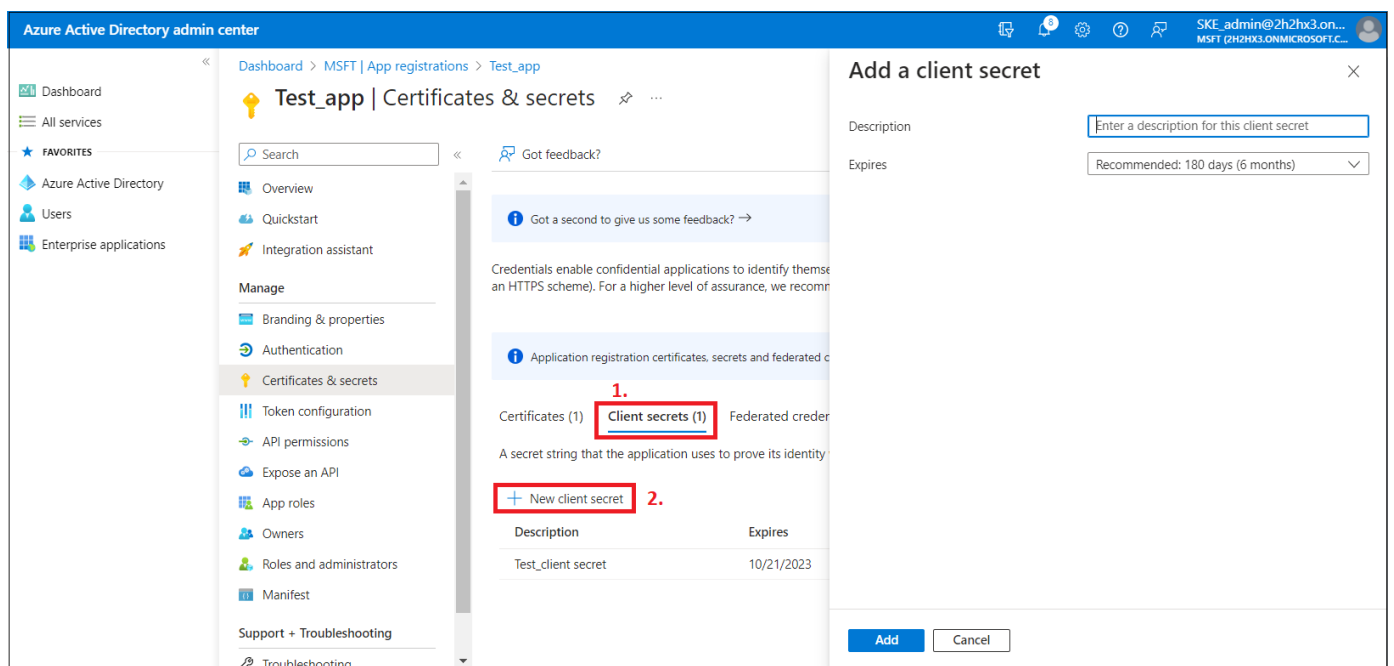 Azure Active Directory admin center
8
SKE_admin@2h2hx3.on...
MSFT (2H2HX3.ONMICROSOFT.C...
«
Dashboard
All services
FAVORITES
Azure Active Directory
Users
Enterprise applications
Dashboard > MSFT | App registrations > Test_app
Test_app | Certificates & secrets ...
Search
«
Overview
Quickstart
Integration assistant
Manage
Branding & properties
Authentication
Certificates & secrets
Token configuration
API permissions
Expose an API
App roles
Owners
Roles and administrators
Manifest
Support + Troubleshooting
Troubleshooting
Got feedback?
Got a second to give us some feedback? →
Credentials enable confidential applications to identify themse
an HTTPS scheme). For a higher level of assurance, we recomm
Application registration certificates, secrets and federated c
1.
Certificates (1) Client secrets (1) Federated creder
A secret string that the application uses to prove its identity
+ New client secret 2.
Description Expires
Test_client secret 10/21/2023
Add a client secret
Description Enter a description for this client secret
Expires Recommended: 180 days (6 months)
Add Cancel